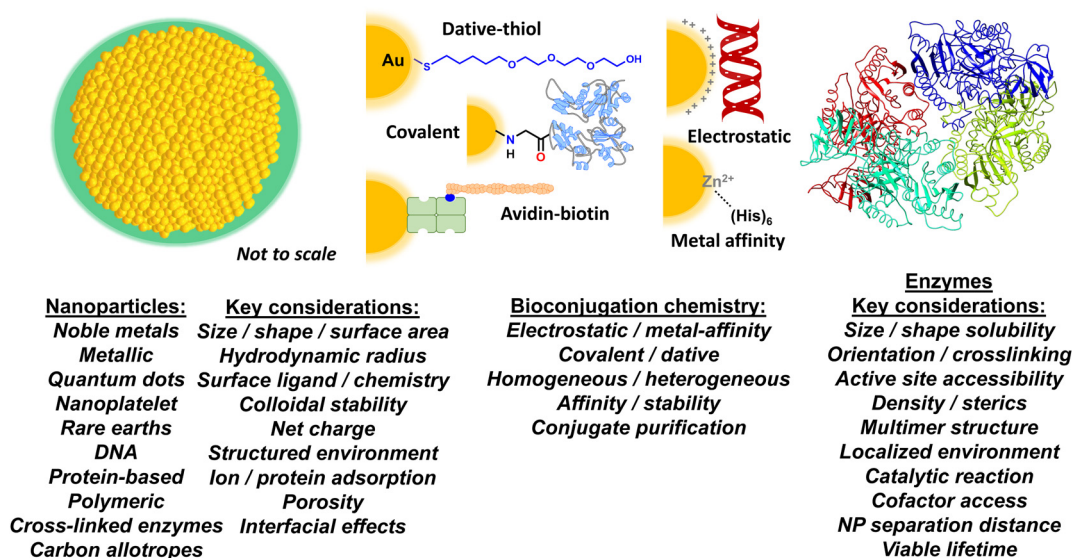 Dative-thiol
Au
S
O
O
O
OH
Covalent
N
H
O
Avidin-biotin
Not to scale
++++++++++++
Electrostatic
Zn²⁺
(His)₆
Metal affinity
Nanoparticles:
Noble metals
Metallic
Quantum dots
Nanoplatelet
Rare earths
DNA
Protein-based
Polymeric
Cross-linked enzymes
Carbon allotropes
Key considerations:
Size / shape / surface area
Hydrodynamic radius
Surface ligand / chemistry
Colloidal stability
Net charge
Structured environment
Ion / protein adsorption
Porosity
Interfacial effects
Bioconjugation chemistry:
Electrostatic / metal-affinity
Covalent / dative
Homogeneous / heterogeneous
Affinity / stability
Conjugate purification
Enzymes
Key considerations:
Size / shape solubility
Orientation / crosslinking
Active site accessibility
Density / sterics
Multimer structure
Localized environment
Catalytic reaction
Cofactor access
NP separation distance
Viable lifetime